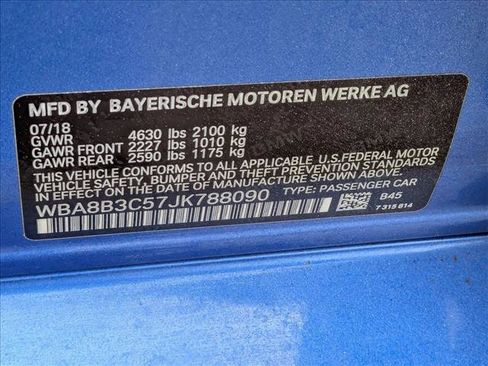 MFD BY BAYERISCHE MOTOREN WERKE AG
07/18
GVWR 4630 lbs 2100 kg
GAWR FRONT 2227 lbs 1010 kg
GAWR REAR 2590 lbs 1175 kg
THIS VEHICLE CONFORMS TO ALL APPLICABLE U.S.FEDERAL MOTOR
VEHICLE SAFETY, BUMPER, AND THEFT PREVENTION STANDARDS
IN EFFECT ON THE DATE OF MANUFACTURE SHOWN ABOVE.
WBA8B3C57JK788090 TYPE: PASSENGER CAR
B45
7 315 614